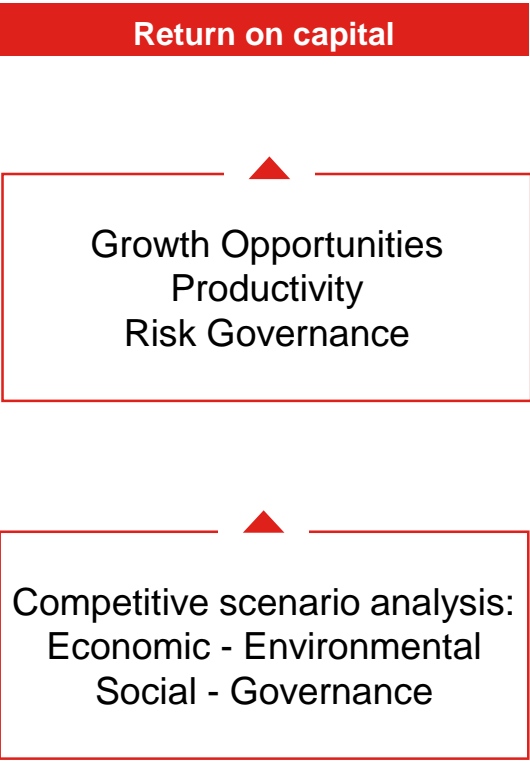 Return on capital
Growth Opportunities
Productivity
Risk Governance
Competitive scenario analysis:
Economic - Environmental
Social - Governance